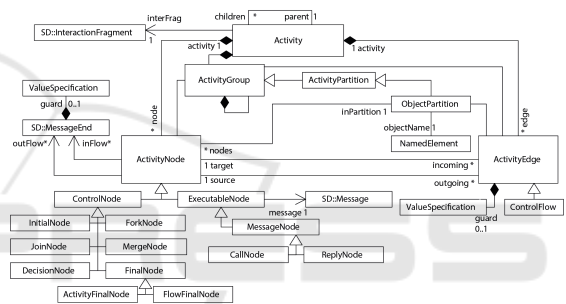 children * parent 1
interFrag
SD::InteractionFragment
1
Activity
activity 1
1 activity
ActivityGroup
ActivityPartition
ValueSpecification
guard 0..1
* node
inPartition 1
ObjectPartition
* edge
SD::MessageEnd
objectName 1
outFlow*
inFlow*
NamedElement
ActivityNode
* nodes
1 target
incoming *
ActivityEdge
1 source
outgoing *
ControlNode
ExecutableNode
SD::Message
message 1
ValueSpecification
ControlFlow
guard
0..1
InitialNode
ForkNode
MessageNode
JoinNode
MergeNode
CallNode
ReplyNode
DecisionNode
FinalNode
ActivityFinalNode
FlowFinalNode